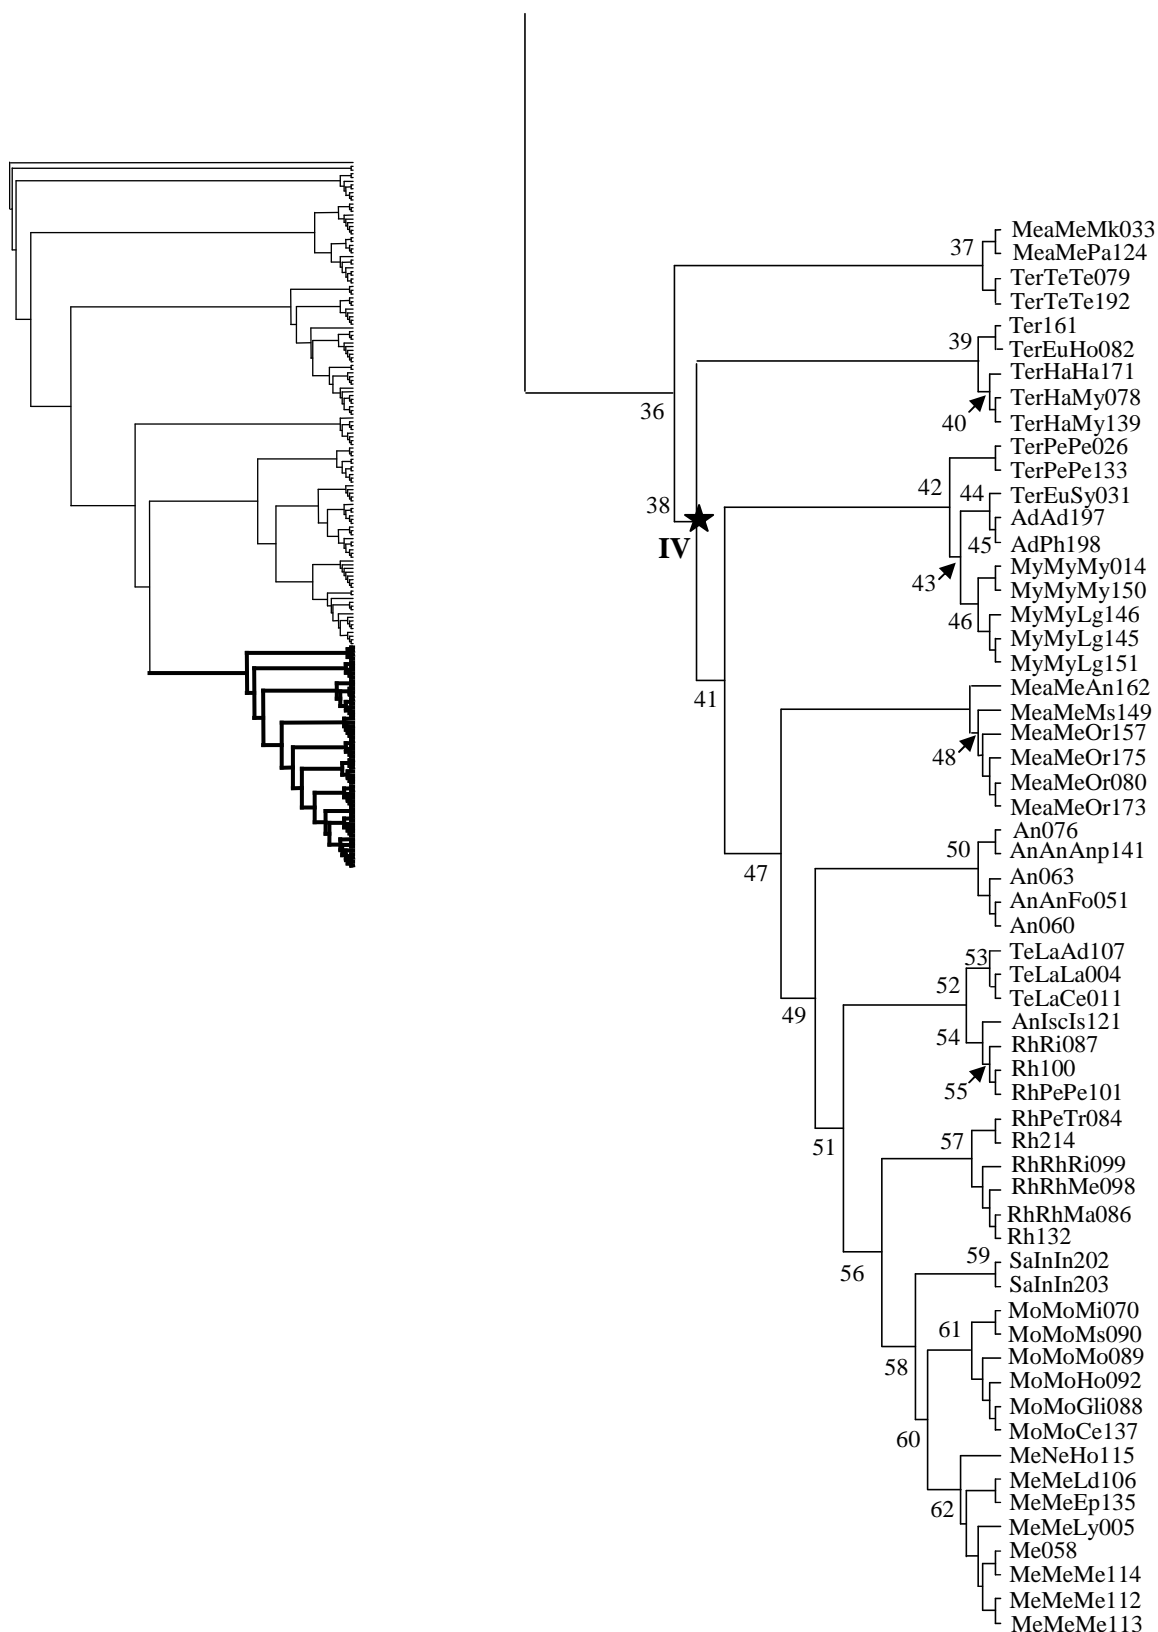 MeaMeMk033
37
MeaMePa124
TerTeTe079
TerTeTe192
Ter161
39
TerEuHo082
TerHaHa171
TerHaMy078
36
40
TerHaMy139
TerPePe026
TerPePe133
42
44
TerEuSy031
38
AdAd197
IV
45
AdPh198
MyMyMy014
43
MyMyMy150
46
MyMyLg146
MyMyLg145
MyMyLg151
41
MeaMeAn162
MeaMeMs149
MeaMeOr157
48
MeaMeOr175
MeaMeOr080
MeaMeOr173
An076
50
AnAnAnp141
47
An063
AnAnFo051
An060
53
TeLaAd107
TeLaLa004
52
TeLaCe011
49
AnIscIs121
54
RhRi087
Rh100
55
RhPePe101
RhPeTr084
57
Rh214
51
RhRhRi099
RhRhMe098
RhRhMa086
Rh132
59
SaInIn202
56
SaInIn203
MoMoMi070
61
MoMoMs090
MoMoMo089
58
MoMoHo092
MoMoGli088
MoMoCe137
60
MeNeHo115
MeMeLd106
MeMeEp135
62
MeMeLy005
Me058
MeMeMe114
MeMeMe112
MeMeMe113